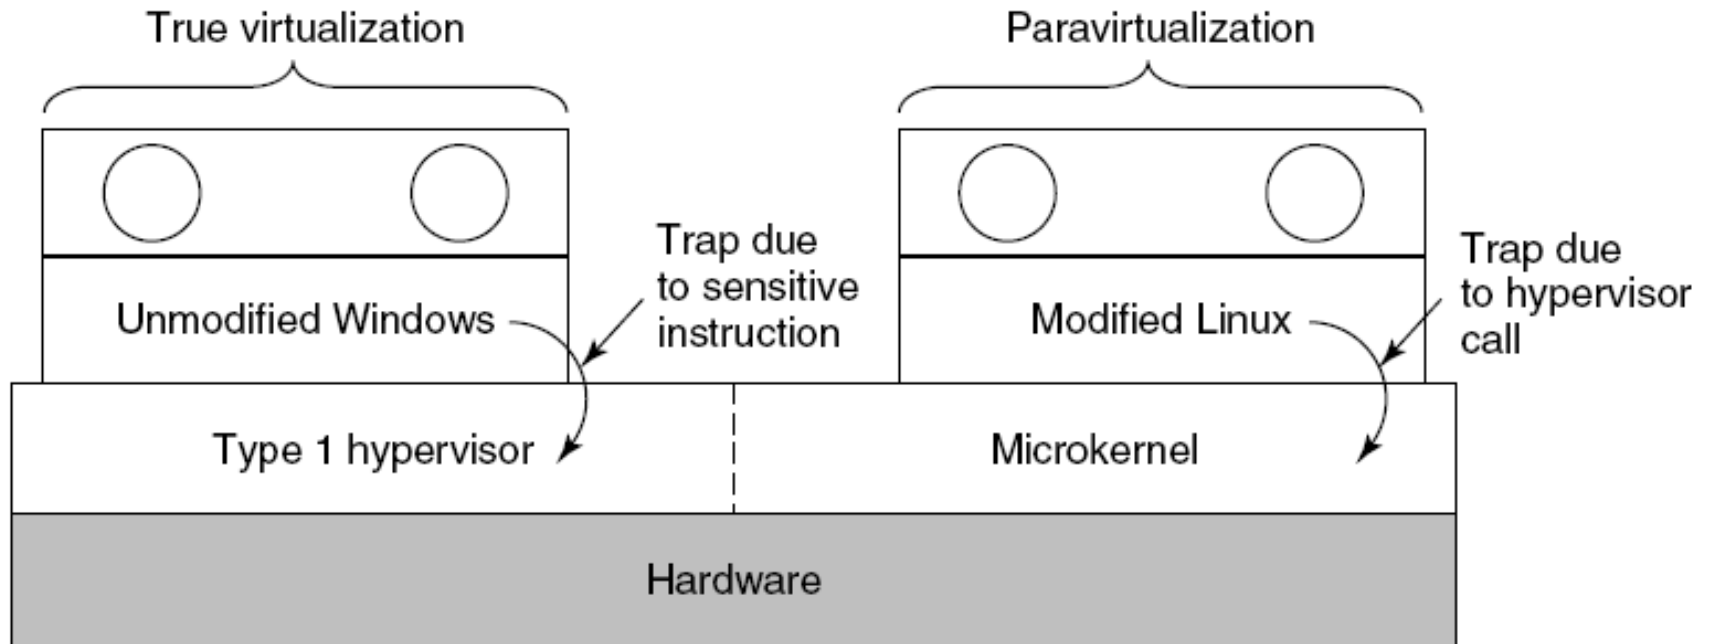 True virtualization
Paravirtualization
Trap due
to sensitive
instruction
Trap due
to hypervisor
call
Unmodified Windows
Modified Linux
Type 1 hypervisor
Microkernel
Hardware